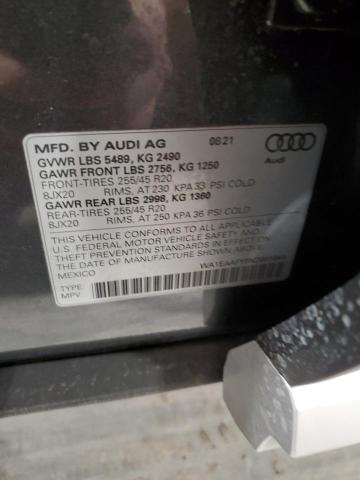 MFD. BY AUDI AG 08 21
GVWR LBS 5489, KG 2490
GAWR FRONT LBS 2756, KG 1250
FRONT-TIRES 255/45 R20
8JX20 RIMS, AT 230 KPA 33 PSI COLD
GAWR REAR LBS 2998, KG 1360
REAR-TIRES 255/45 R20
8JX20 RIMS, AT 250 KPA 36 PSI COLD
THIS VEHICLE CONFORMS TO ALL APPLICABLE
U.S. FEDERAL MOTOR VEHICLE SAFETY AND
THEFT PREVENTION STANDARDS IN EFFECT ON
THE DATE OF MANUFACTURE SHOWN ABOVE.
MEXICO
TYPE:
MPV
Audi